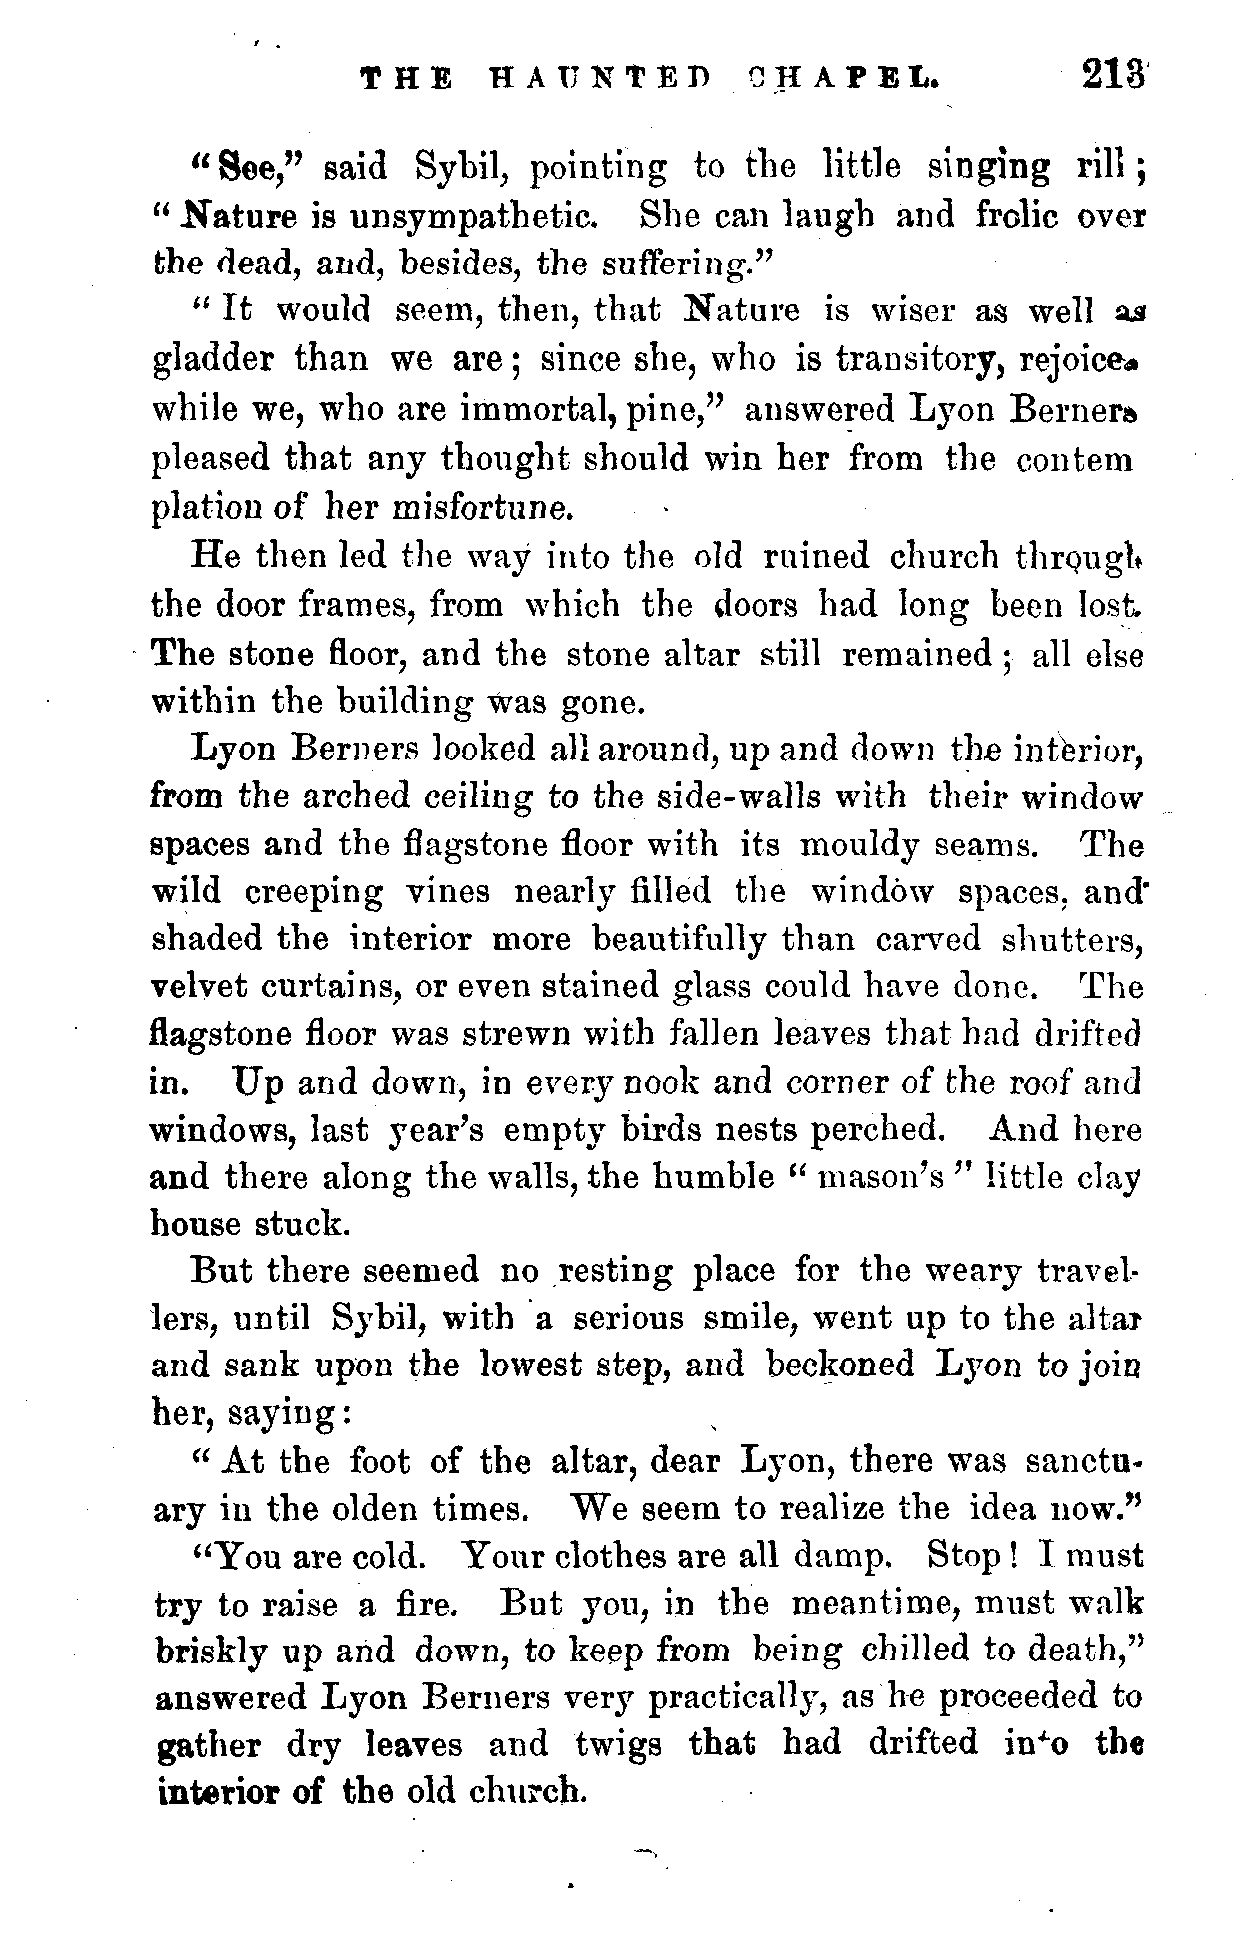 THE HAUNTED CHAPEL. 213
"See," said Sybil, pointing to the little singing rill;
"Nature is unsympathetic. She can laugh and frolic over
the dead, and, besides, the suffering."
"It would seem, then, that Nature is wiser as well as
gladder than we are; since she, who is transitory, rejoices
while we, who are immortal, pine," answered Lyon Berners
pleased that any thought should win her from the contem
plation of her misfortune.
He then led the way into the old ruined church through
the door frames, from which the doors had long been lost.
The stone floor, and the stone altar still remained; all else
within the building was gone.
Lyon Berners looked all around, up and down the interior,
from the arched ceiling to the side-walls with their window
spaces and the flagstone floor with its mouldy seams. The
wild creeping vines nearly filled the window spaces, and
shaded the interior more beautifully than carved shutters,
velvet curtains, or even stained glass could have done. The
flagstone floor was strewn with fallen leaves that had drifted
in. Up and down, in every nook and corner of the roof and
windows, last year's empty birds nests perched. And here
and there along the walls, the humble "mason's" little clay
house stuck.
But there seemed no resting place for the weary travel-
lers, until Sybil, with a serious smile, went up to the altar
and sank upon the lowest step, and beckoned Lyon to join
her, saying:
"At the foot of the altar, dear Lyon, there was sanctu-
ary in the olden times. We seem to realize the idea now."
"You are cold. Your clothes are all damp. Stop! I must
try to raise a fire. But you, in the meantime, must walk
briskly up and down, to keep from being chilled to death,"
answered Lyon Berners very practically, as he proceeded to
gather dry leaves and twigs that had drifted into the
interior of the old church.